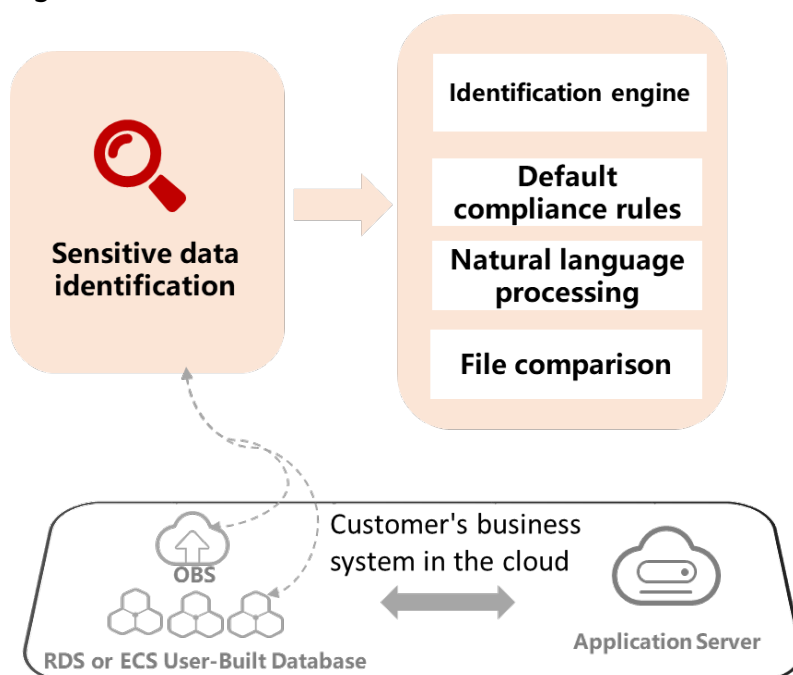 Sensitive data
identification
Identification engine
Default
compliance rules
Natural language
processing
File comparison
Customer's business
system in the cloud
OBS
RDS or ECS User-Built Database
Application Server